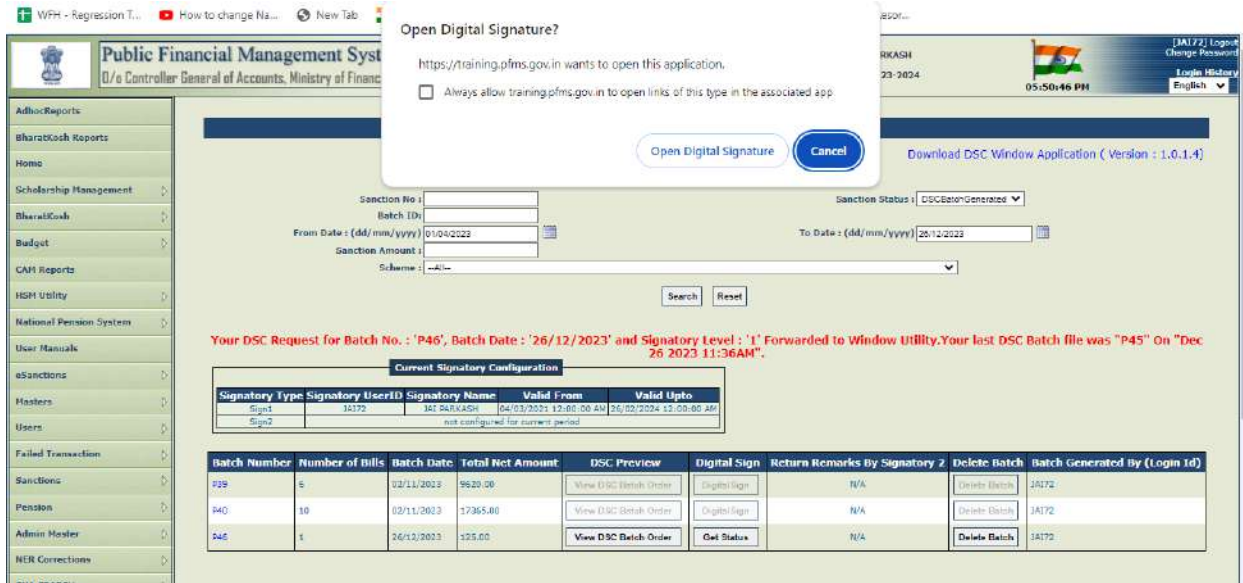 WFH - Regression T... How to change Na... New Tab
Open Digital Signature?
https://training.pfms.gov.in wants to open this application.
Always allow training.pfms.gov.in to open links of this type in the associated app
Open Digital Signature Cancel
Public Financial Management Syst
O/o Controller General of Accounts, Ministry of Financ
23-2024
05:50:46 PM
[JAI72] Logout
Change Password
Login History
English
AdhocReports
BharatKosh Reports
Home
Scholarship Management
BharatKosh
Budget
CAM Reports
HSM Utility
National Pension System
User Manuals
eSanctions
Masters
Users
Failed Transaction
Sanctions
Pension
Admin Master
NER Corrections
Download DSC Window Application ( Version : 1.0.1.4)
Sanction No : Sanction Status : DSCBatchGenerated
Batch ID:
From Date : (dd/mm/yyyy) 01/04/2023 To Date : (dd/mm/yyyy) 26/12/2023
Sanction Amount :
Scheme : --All--
Search Reset
Your DSC Request for Batch No. : 'P46', Batch Date : '26/12/2023' and Signatory Level : '1' Forwarded to Window Utility.Your last DSC Batch file was "P45" On "Dec
26 2023 11:36AM".
Current Signatory Configuration
Signatory Type Signatory UserID Signatory Name Valid From Valid Upto
Sign1 JAI72 JAI PARKASH 04/03/2021 12:00:00 AM 26/02/2024 12:00:00 AM
Sign2 not configured for current period
Batch Number Number of Bills Batch Date Total Net Amount DSC Preview Digital Sign Return Remarks By Signatory 2 Delete Batch Batch Generated By (Login Id)
P39 6 02/11/2023 9620.00 View DSC Batch Order Digital Sign N/A Delete Batch JAI72
P40 10 02/11/2023 17365.00 View DSC Batch Order Digital Sign N/A Delete Batch JAI72
P46 1 26/12/2023 125.00 View DSC Batch Order Get Status N/A Delete Batch JAI72